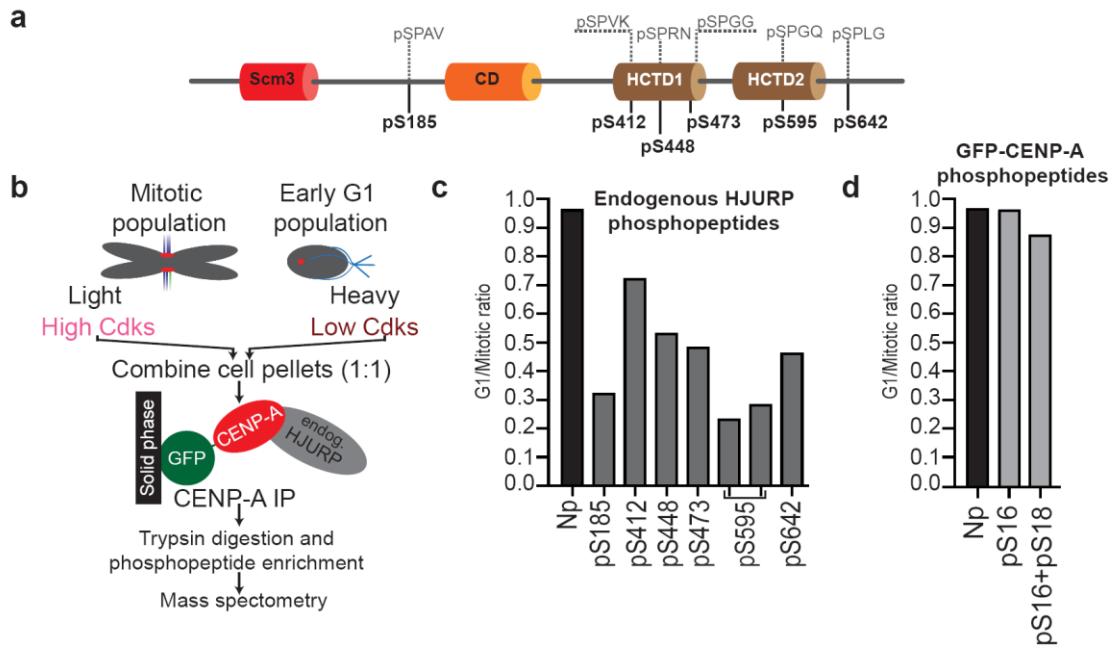 a
pSPAV
pSPVK
pSPRN
pSPGG
pSPGQ
pSPLG
Scm3
CD
HCTD1
HCTD2
pS185
pS412
pS448
pS473
pS595
pS642
b
Mitotic
population
Early G1
population
Light
Heavy
High Cdks
Low Cdks
Combine cell pellets (1:1)
Solid phase
GFP
CENP-A
endog.
HJURP
CENP-A IP
Trypsin digestion and
phosphopeptide enrichment
Mass spectometry
c
Endogenous HJURP
phosphopeptides
G1/Mitotic ratio
1.0
0.9
0.8
0.7
0.6
0.5
0.4
0.3
0.2
0.1
0.0
Np
pS185
pS412
pS448
pS473
pS595
pS642
d
GFP-CENP-A
phosphopeptides
G1/Mitotic ratio
1.0
0.9
0.8
0.7
0.6
0.5
0.4
0.3
0.2
0.1
0.0
Np
pS16
pS16+pS18